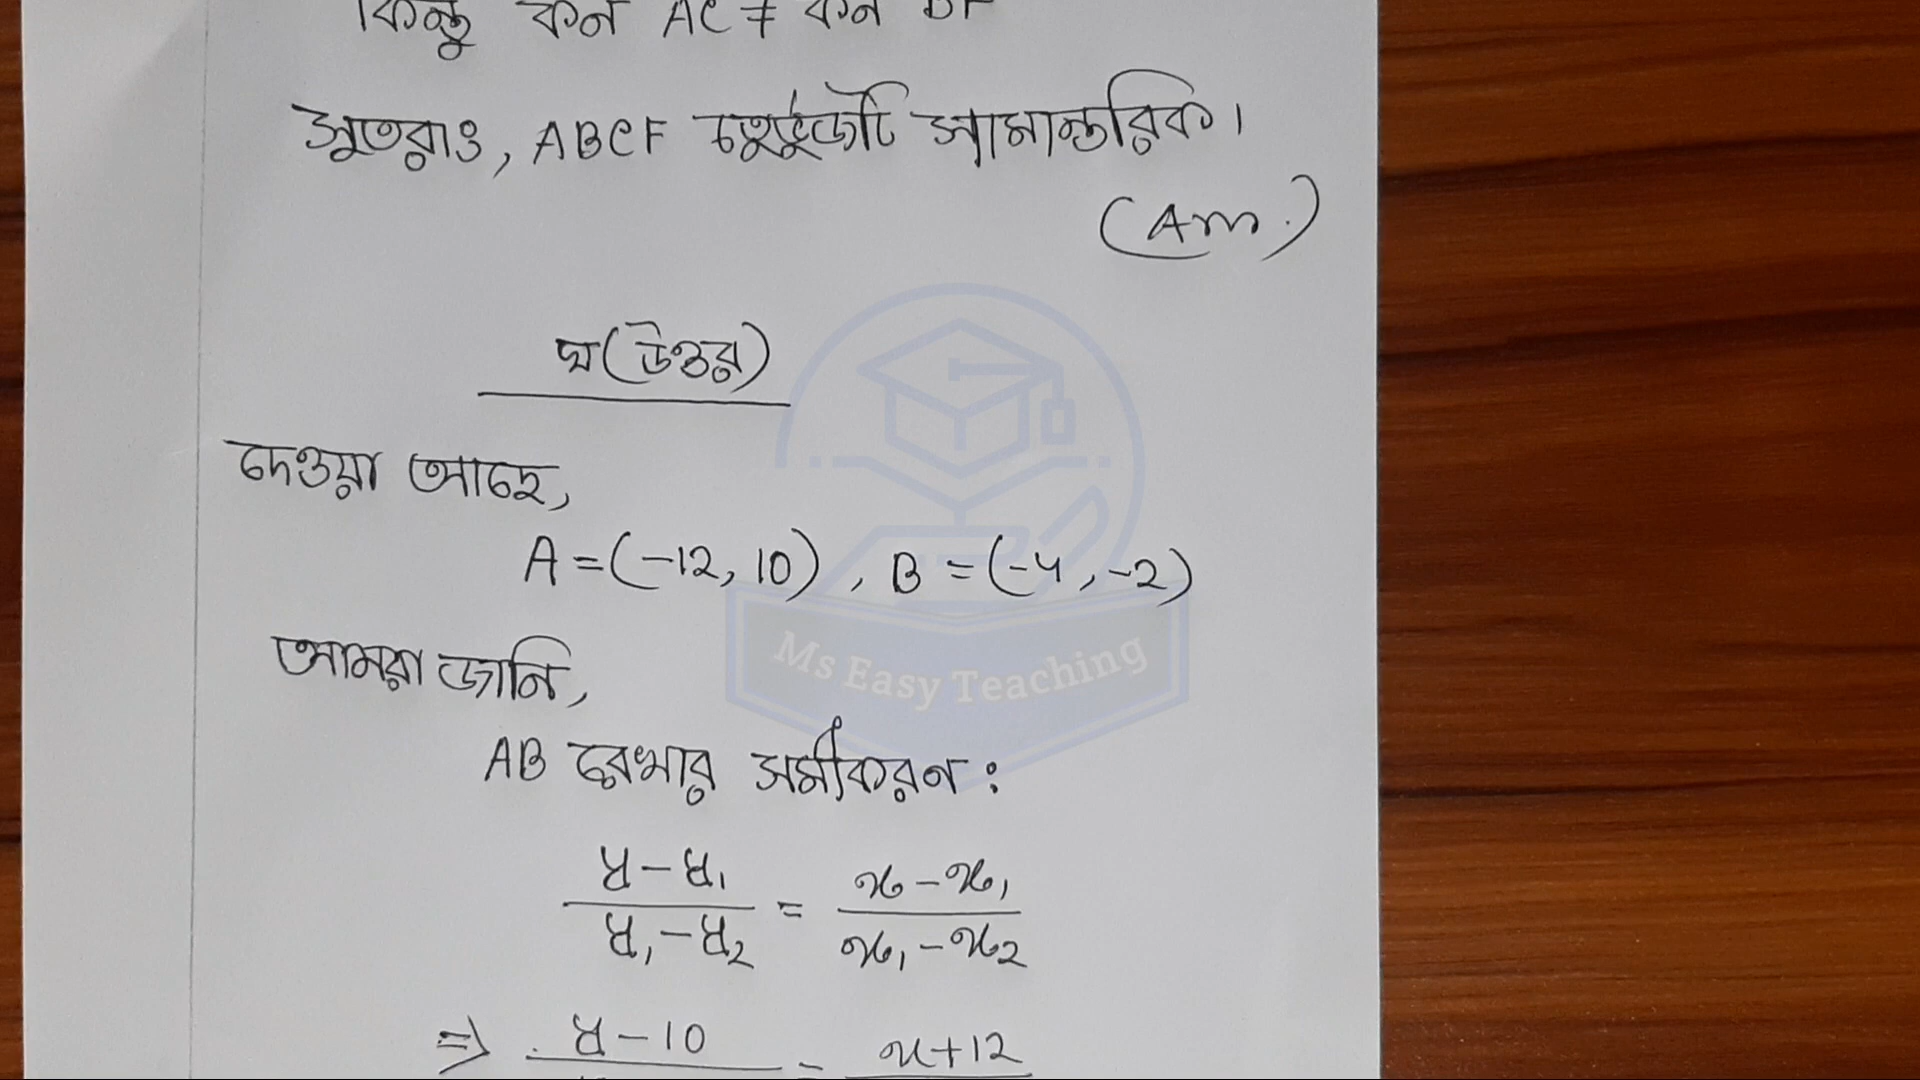 কিন্তু কর্ন AC ≠ কর্ন BF
সুতরাং, ABCF চতুর্ভুজটি সামান্তরিক।
(Ans.)
ঘ (উত্তর)
দেওয়া আছে,
A = (-12, 10), B = (-4, -2)
আমরা জানি,
AB রেখার সমীকরণ :
y - y₁ / y₁ - y₂ = x - x₁ / x₁ - x₂
⇒ y - 10 = x + 12
Ms Easy Teaching